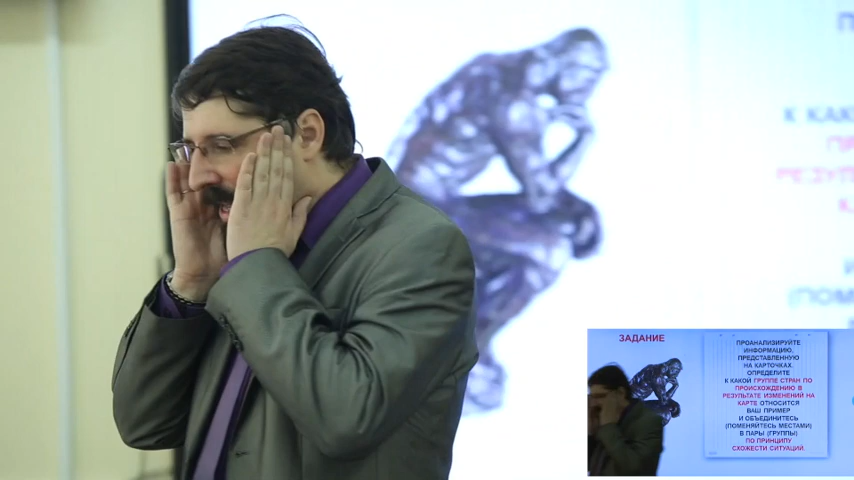 ЗАДАНИЕ
ПРОАНАЛИЗИРУЙТЕ
ИНФОРМАЦИЮ,
ПРЕДСТАВЛЕННУЮ
НА КАРТОЧКАХ.
ОПРЕДЕЛИТЕ
К КАКОЙ ГРУППЕ СТРАН ПО
ПРОИСХОЖДЕНИЮ В
РЕЗУЛЬТАТЕ ИЗМЕНЕНИЙ НА
КАРТЕ ОТНОСИТСЯ
ВАШ ПРИМЕР
И ОБЪЕДИНИТЕСЬ
(ПОМЕНЯЙТЕСЬ МЕСТАМИ)
В ПАРЫ (ГРУППЫ)
ПО ПРИНЦИПУ
СХОЖЕСТИ СИТУАЦИЙ.